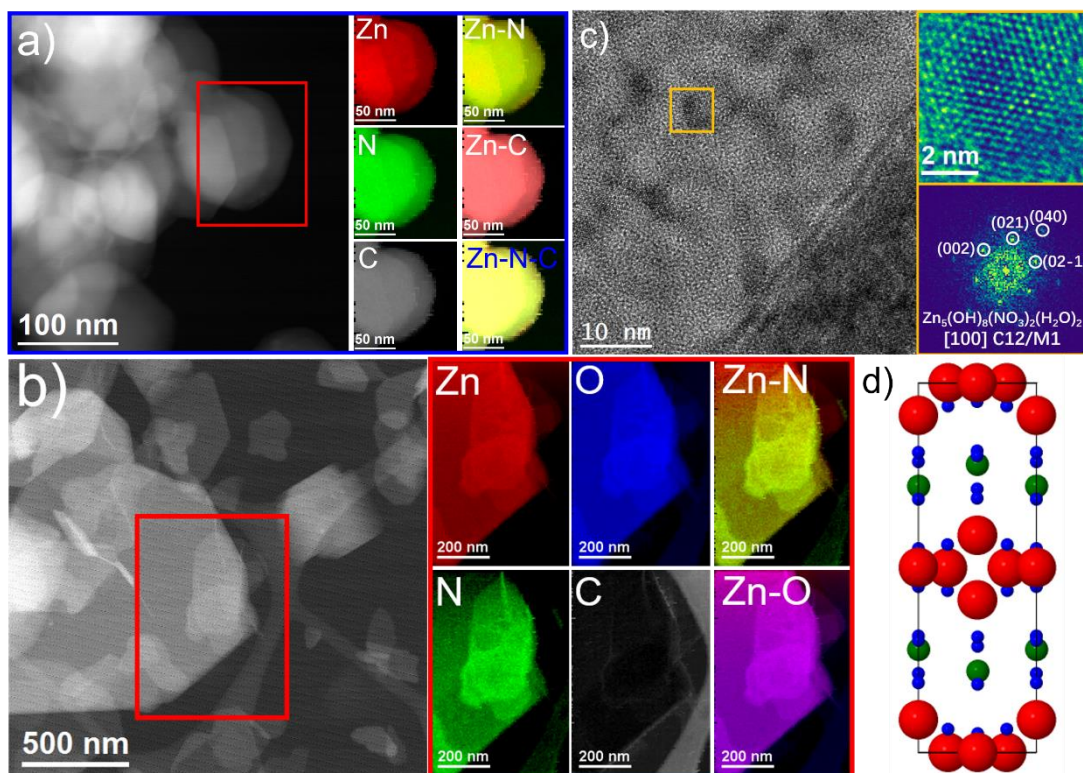 a)
100 nm
Zn
50 nm
Zn-N
50 nm
N
50 nm
Zn-C
50 nm
C
50 nm
Zn-N-C
50 nm
b)
500 nm
Zn
200 nm
O
200 nm
Zn-N
200 nm
N
200 nm
C
200 nm
Zn-O
200 nm
c)
10 nm
2 nm
(002)
(021)
(040)
(02-1
Zn₅(OH)₈(NO₃)₂(H₂O)₂
[100] C12/M1
d)